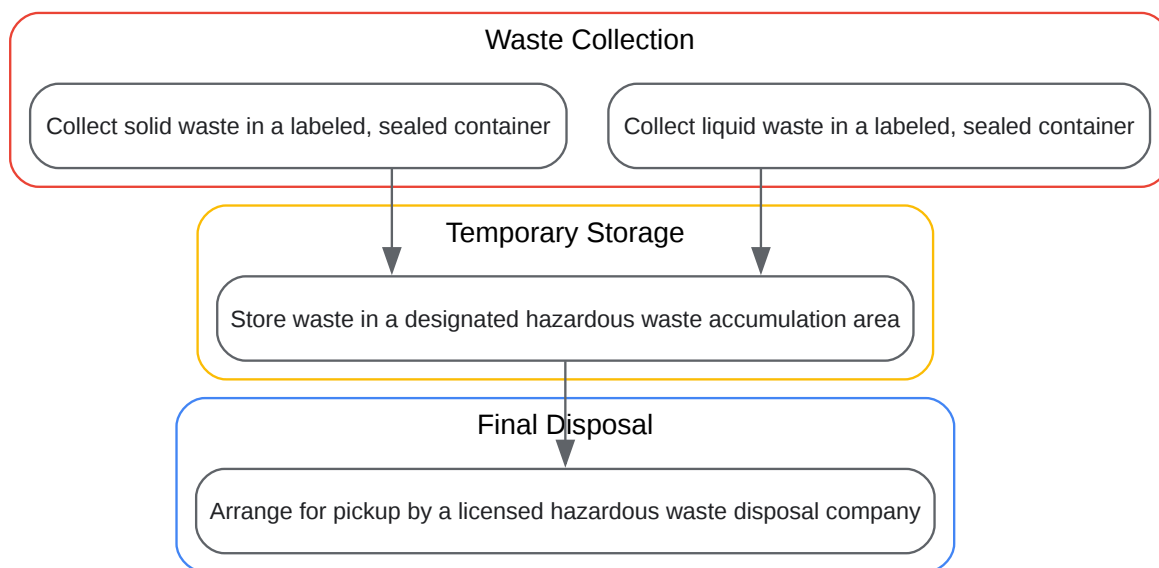 Waste Collection
Collect solid waste in a labeled, sealed container
Collect liquid waste in a labeled, sealed container
Temporary Storage
Store waste in a designated hazardous waste accumulation area
Final Disposal
Arrange for pickup by a licensed hazardous waste disposal company